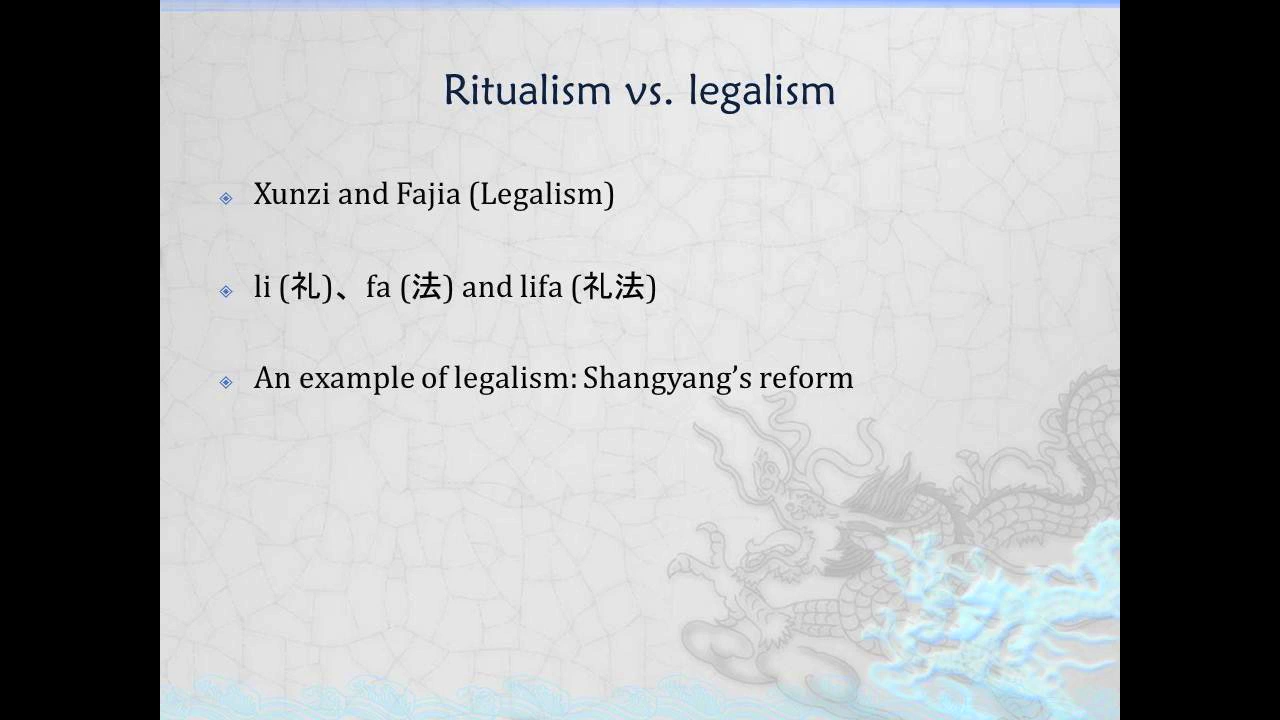 Ritualism vs. legalism
Xunzi and Fajia (Legalism)
li (礼)、fa (法) and lifa (礼法)
An example of legalism: Shangyang’s reform